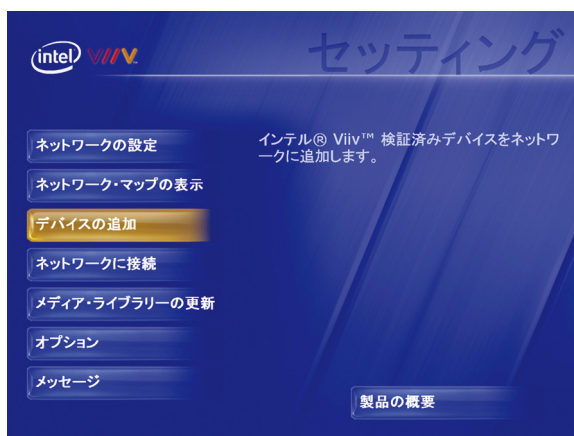 intel VIIV™
セッティング
ネットワークの設定
インテル® Viiv™ 検証済みデバイスをネットワ
ークに追加します。
ネットワーク・マップの表示
デバイスの追加
ネットワークに接続
メディア・ライブラリーの更新
オプション
メッセージ
製品の概要